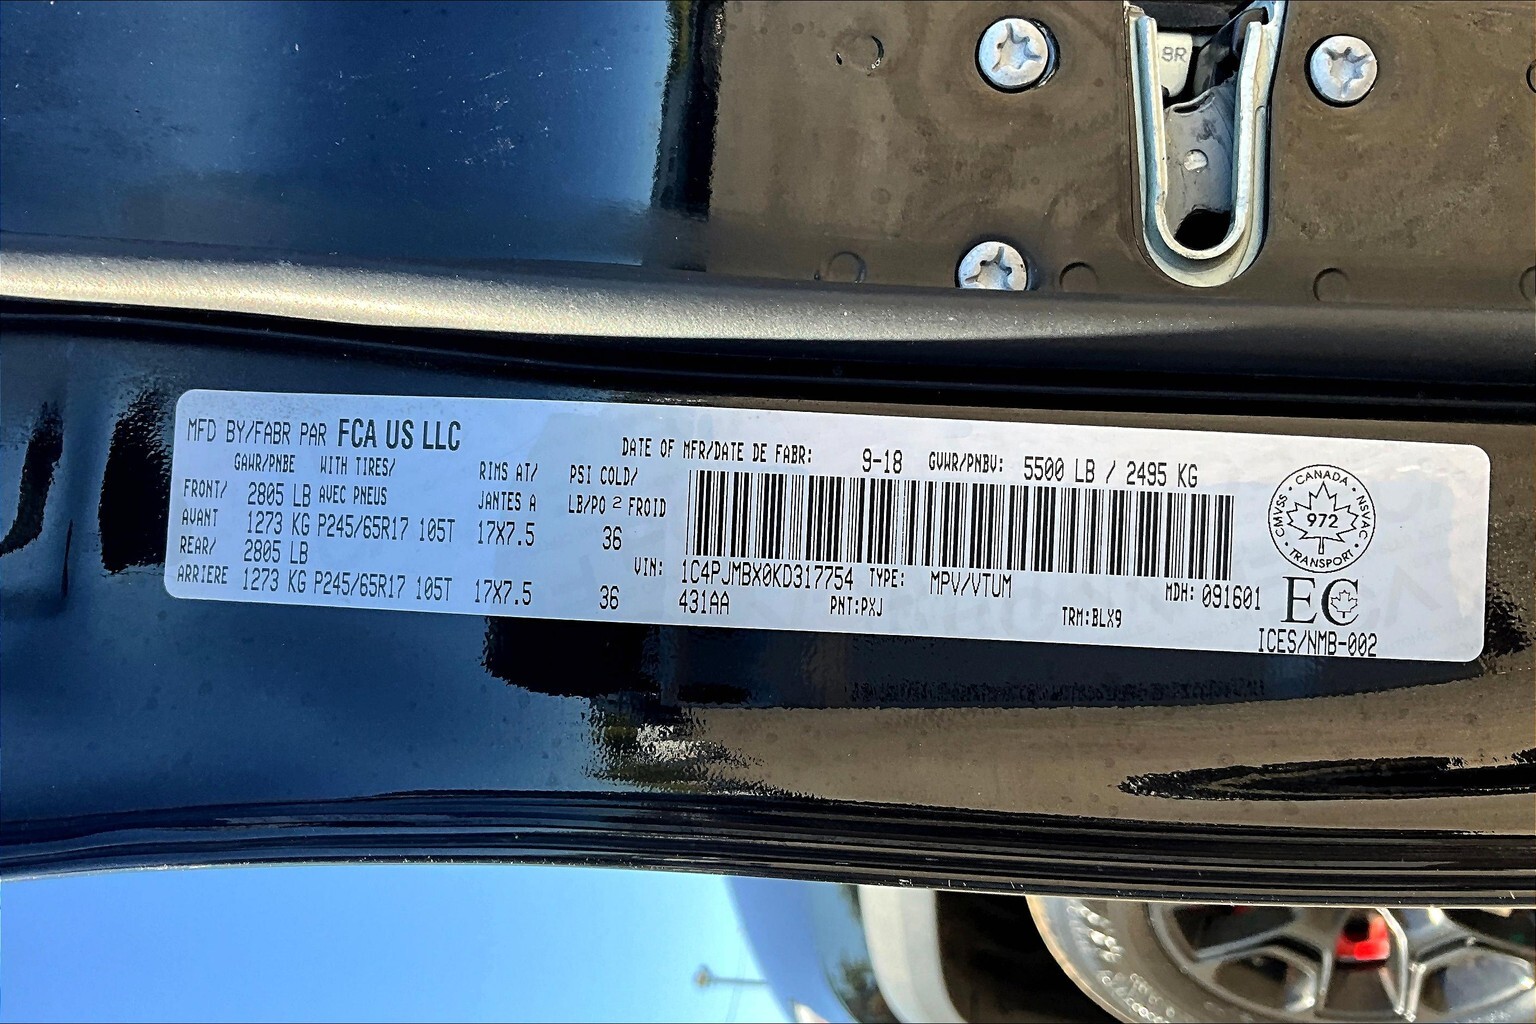 BR
MFD BY/FABR PAR FCA US LLC
DATE OF MFR/DATE DE FABR: 9-18 GVWR/PNBV: 5500 LB / 2495 KG
GAWR/PNBE WITH TIRES/ RIMS AT/ PSI COLD/
FRONT/ 2805 LB AVEC PNEUS JANTES A LB/PO 2 FROID
AVANT 1273 KG P245/65R17 105T 17X7.5 36
REAR/ 2805 LB
ARRIERE 1273 KG P245/65R17 105T 17X7.5 36
VIN: 1C4PJMBX0KD317754 TYPE: MPV/VTUM MDH: 091601
431AA PNT:PXJ TRM:BLX9
CANADA
CMVSS 972 NSVAC
TRANSPORT
EC
ICES/NMB-002